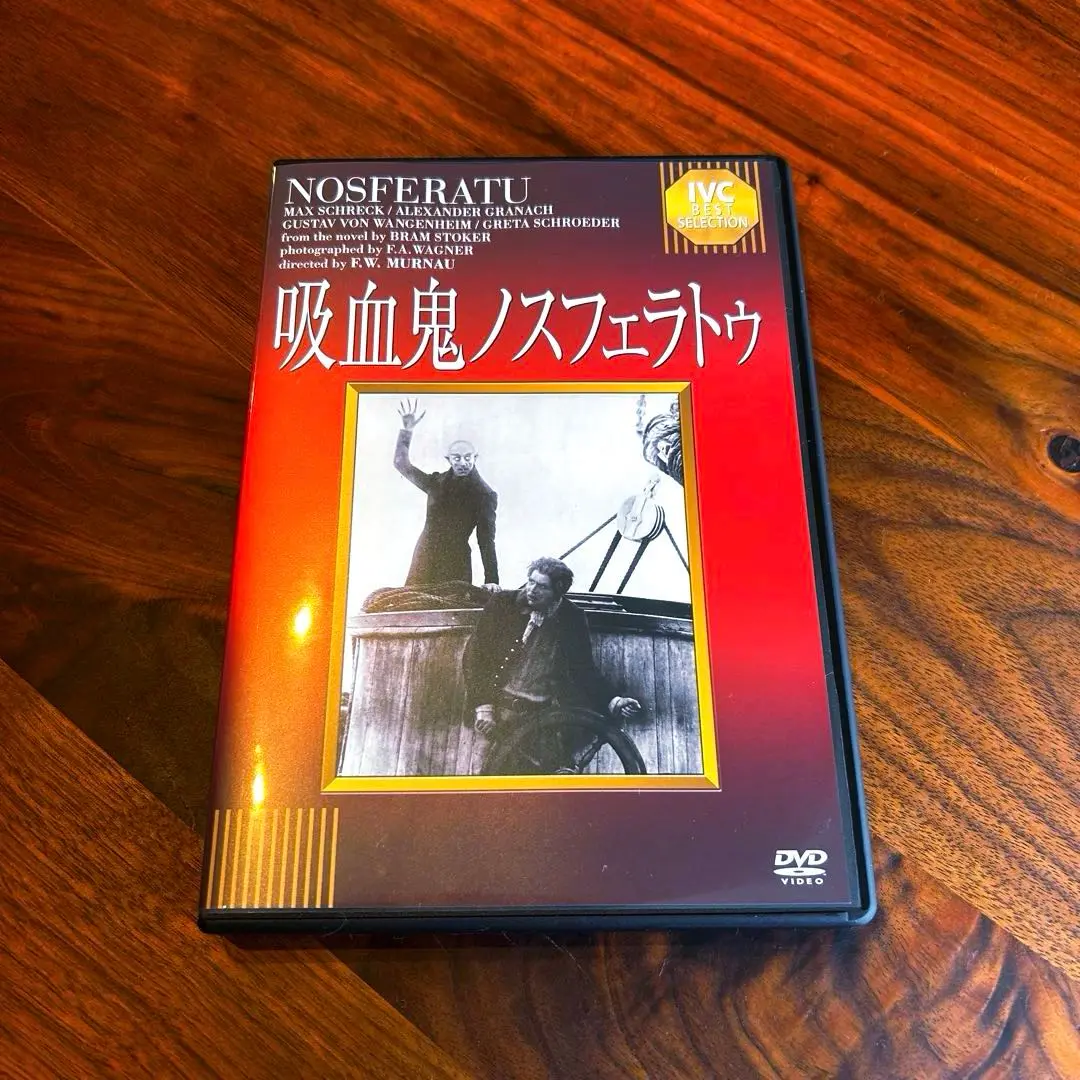 NOSFERATU
MAX SCHRECK / ALEXANDER GRANACH
GUSTAV VON WANGENHEIM / GRETA SCHROEDER
from the novel by BRAM STOKER
photographed by F.A. WAGNER
directed by F.W. MURNAU
IVC
BEST
SELECTION
吸血鬼ノスフェラトゥ
DVD
VIDEO